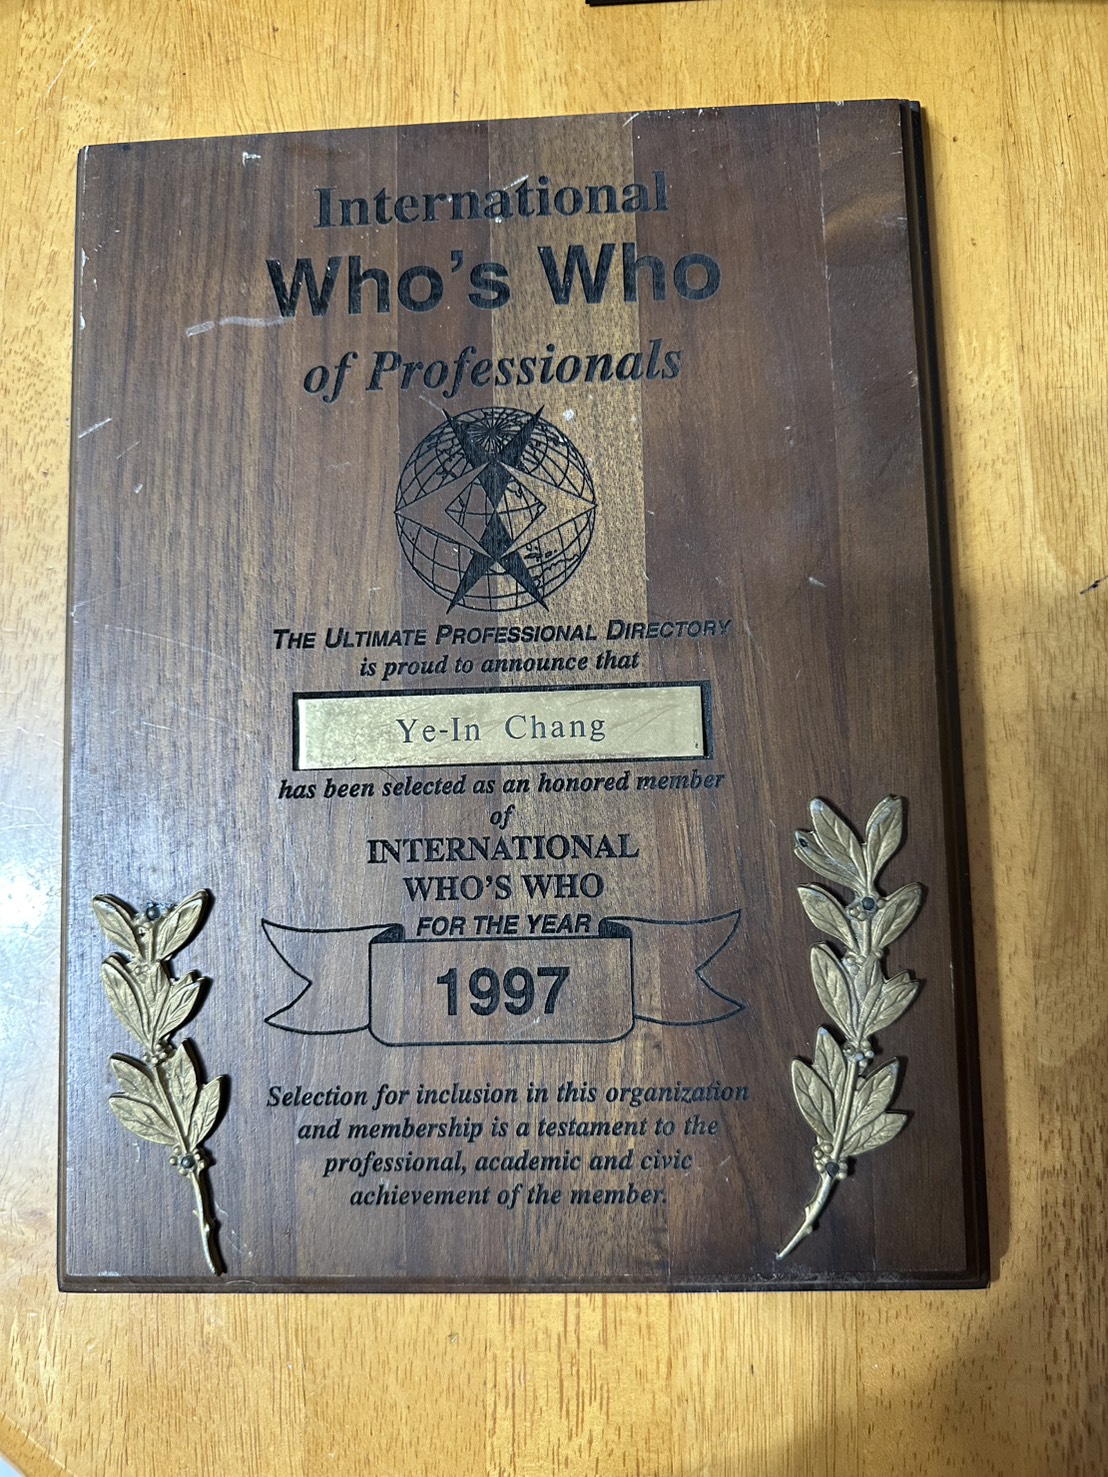 International
Who's Who
of Professionals
THE ULTIMATE PROFESSIONAL DIRECTORY
is proud to announce that
Ye-In Chang
has been selected as an honored member
of
INTERNATIONAL
WHO'S WHO
FOR THE YEAR
1997
Selection for inclusion in this organization
and membership is a testament to the
professional, academic and civic
achievement of the member.